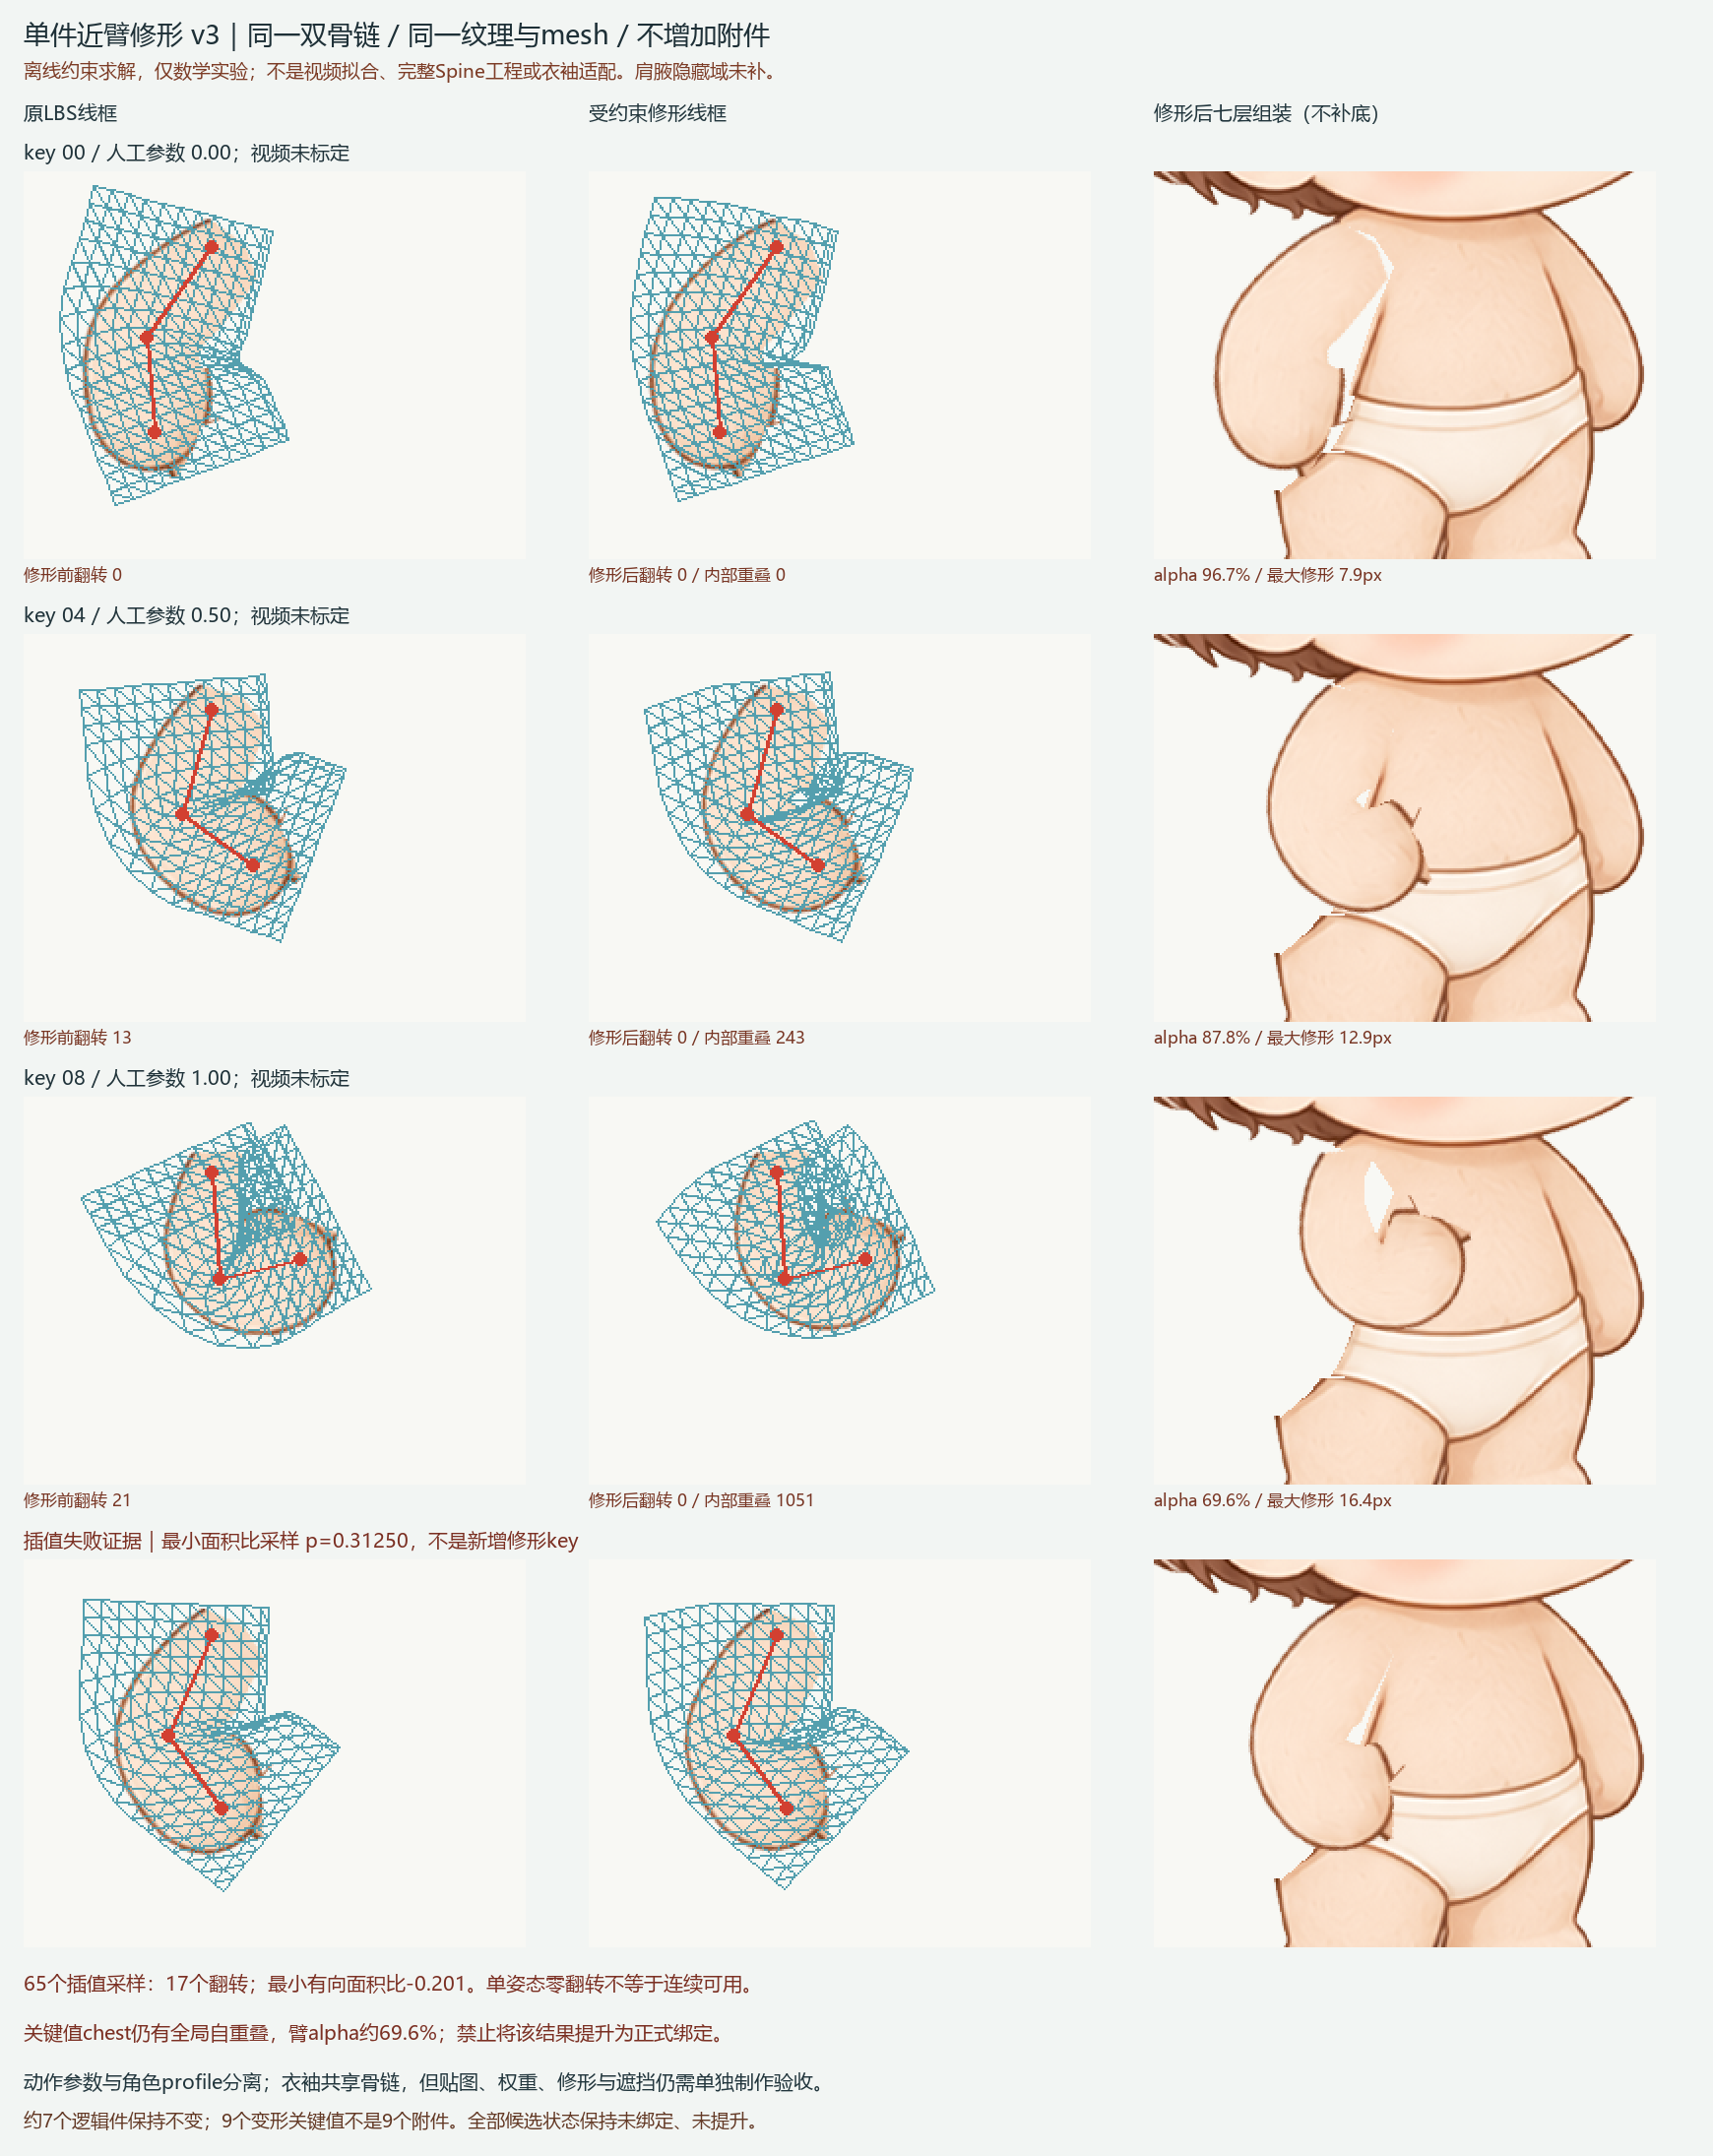 单件近臂修形 v3｜同一双骨链 / 同一纹理与mesh / 不增加附件
离线约束求解，仅数学实验；不是视频拟合、完整Spine工程或衣袖适配。肩腋隐藏域未补。
原LBS线框
受约束修形线框
修形后七层组装（不补底）
key 00 / 人工参数 0.00；视频未标定
修形前翻转 0
修形后翻转 0 / 内部重叠 0
alpha 96.7% / 最大修形 7.9px
key 04 / 人工参数 0.50；视频未标定
修形前翻转 13
修形后翻转 0 / 内部重叠 243
alpha 87.8% / 最大修形 12.9px
key 08 / 人工参数 1.00；视频未标定
修形前翻转 21
修形后翻转 0 / 内部重叠 1051
alpha 69.6% / 最大修形 16.4px
插值失败证据｜最小面积比采样 p=0.31250，不是新增修形key
65个插值采样：17个翻转；最小有向面积比-0.201。单姿态零翻转不等于连续可用。
关键值chest仍有全局自重叠，臂alpha约69.6%；禁止将该结果提升为正式绑定。
动作参数与角色profile分离；衣袖共享骨链，但贴图、权重、修形与遮挡仍需单独制作验收。
约7个逻辑件保持不变；9个变形关键值不是9个附件。全部候选状态保持未绑定、未提升。